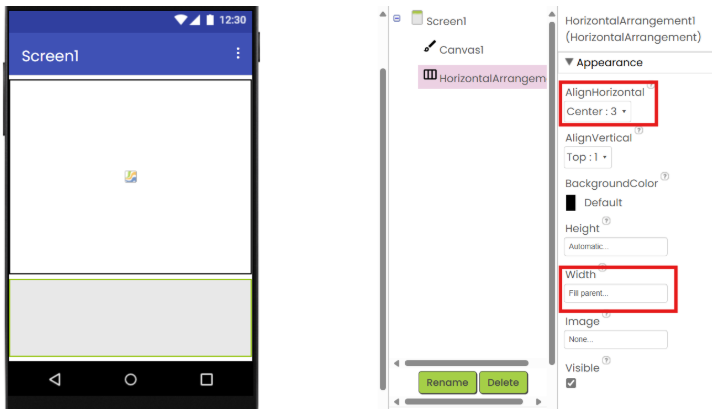 12:30
Screen1
Screen1
Canvas1
HorizontalArrangem
Rename
Delete
HorizontalArrangement1
(HorizontalArrangement)
Appearance
AlignHorizontal ?
Center : 3
AlignVertical ?
Top : 1
BackgroundColor ?
Default
Height ?
Automatic...
Width ?
Fill parent...
Image ?
None...
Visible ?